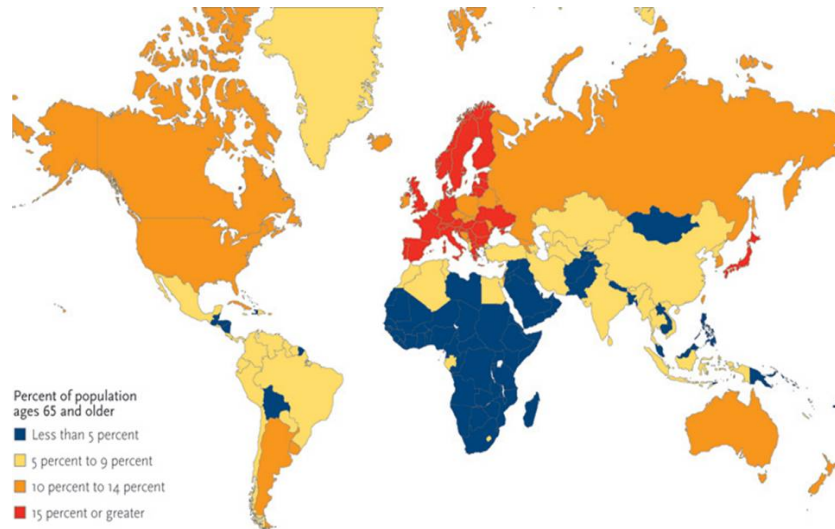 Percent of population
ages 65 and older
Less than 5 percent
5 percent to 9 percent
10 percent to 14 percent
15 percent or greater